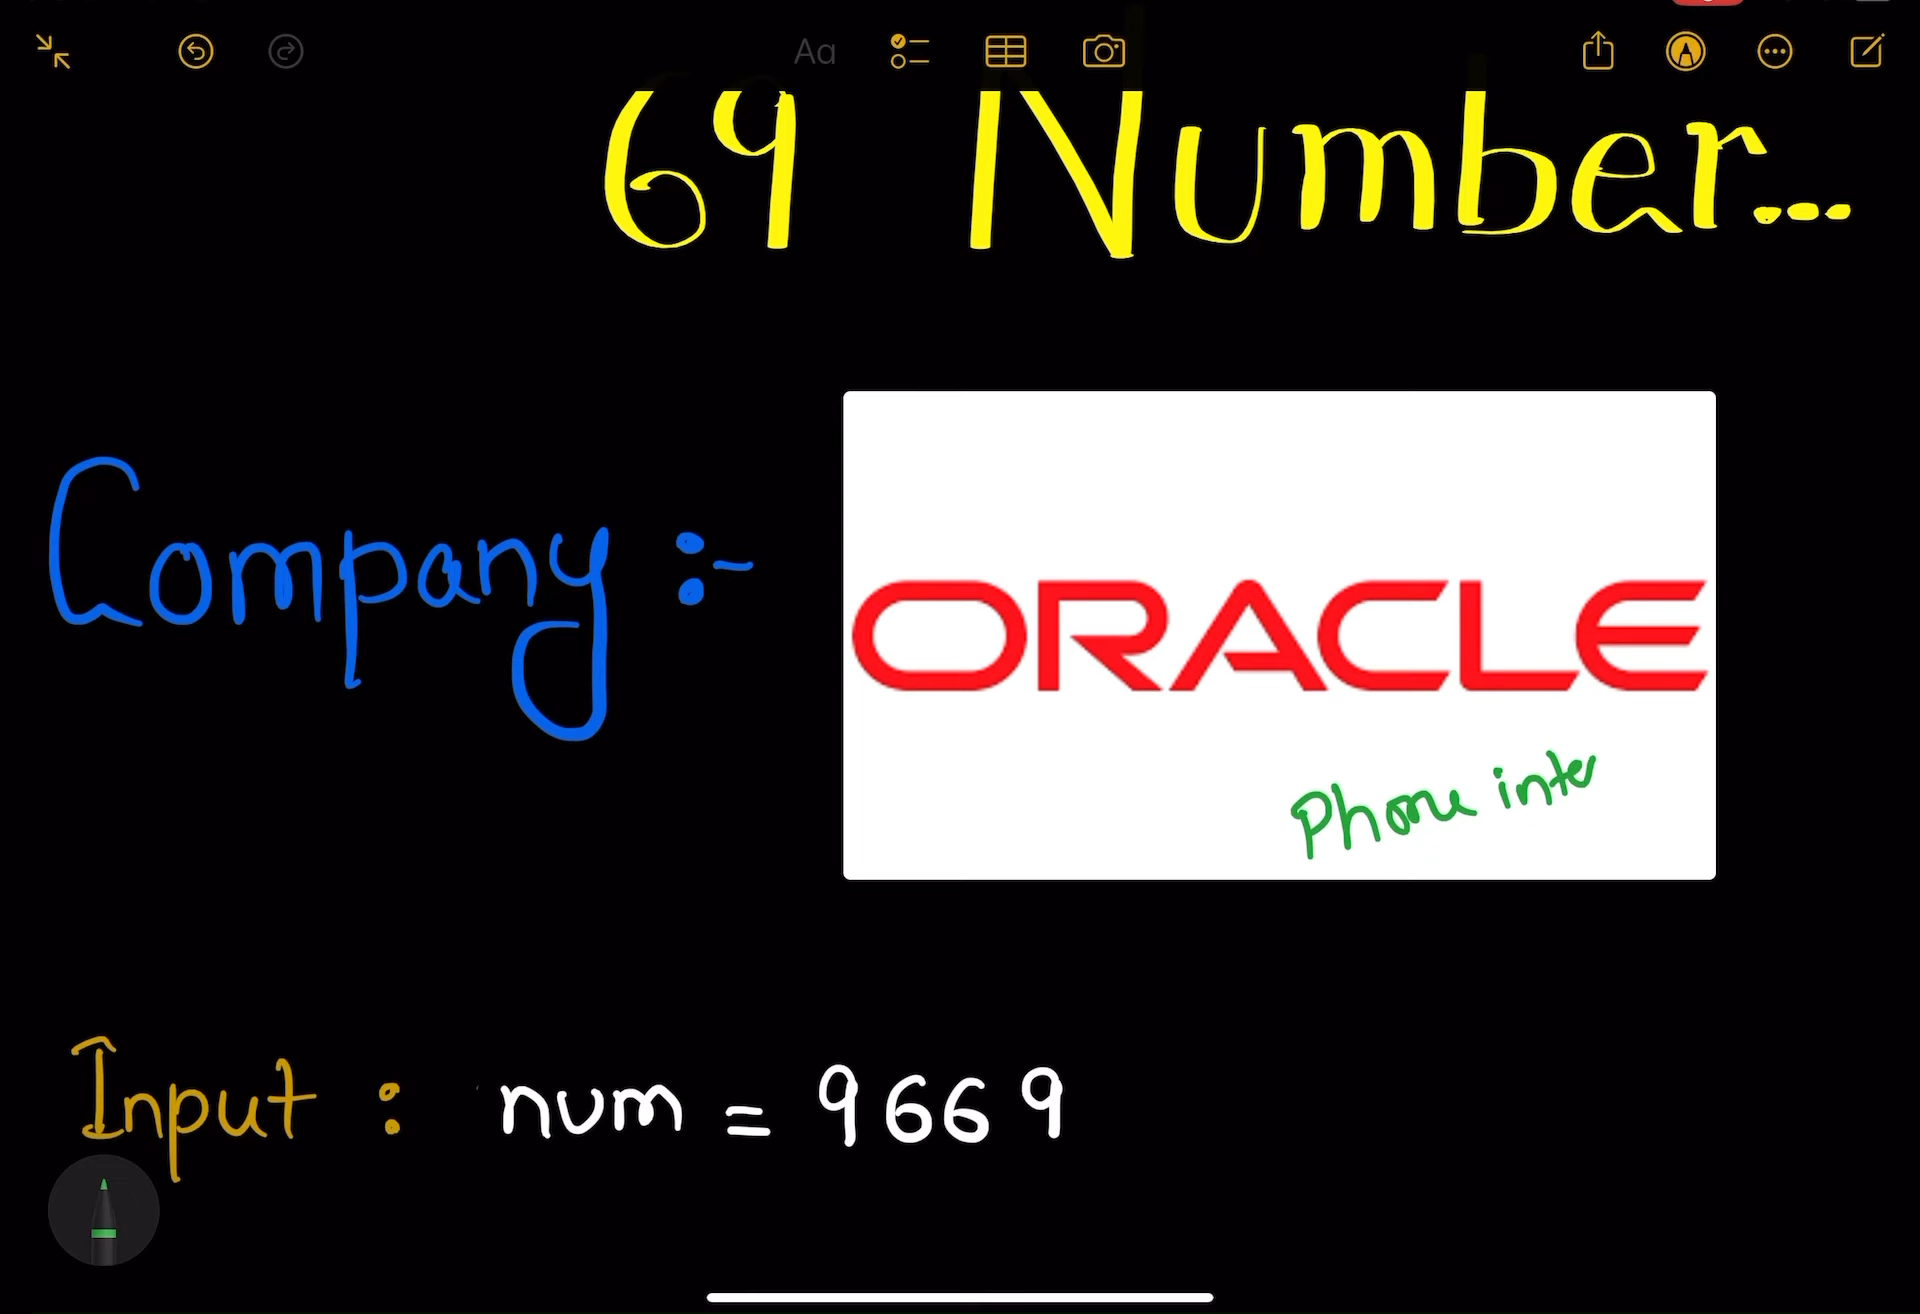 Aa
69 Number...
Company :-
ORACLE
Phone inte
Input : num = 9669